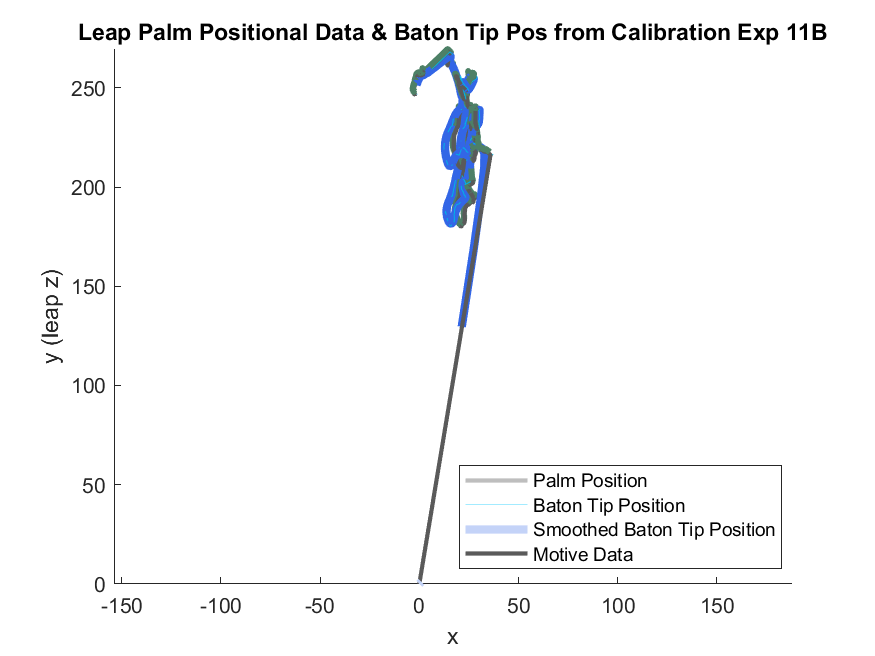 Leap Palm Positional Data & Baton Tip Pos from Calibration Exp 11B
250
200
150
100
50
0
y (leap z)
-150
-100
-50
0
50
100
150
x
Palm Position
Baton Tip Position
Smoothed Baton Tip Position
Motive Data